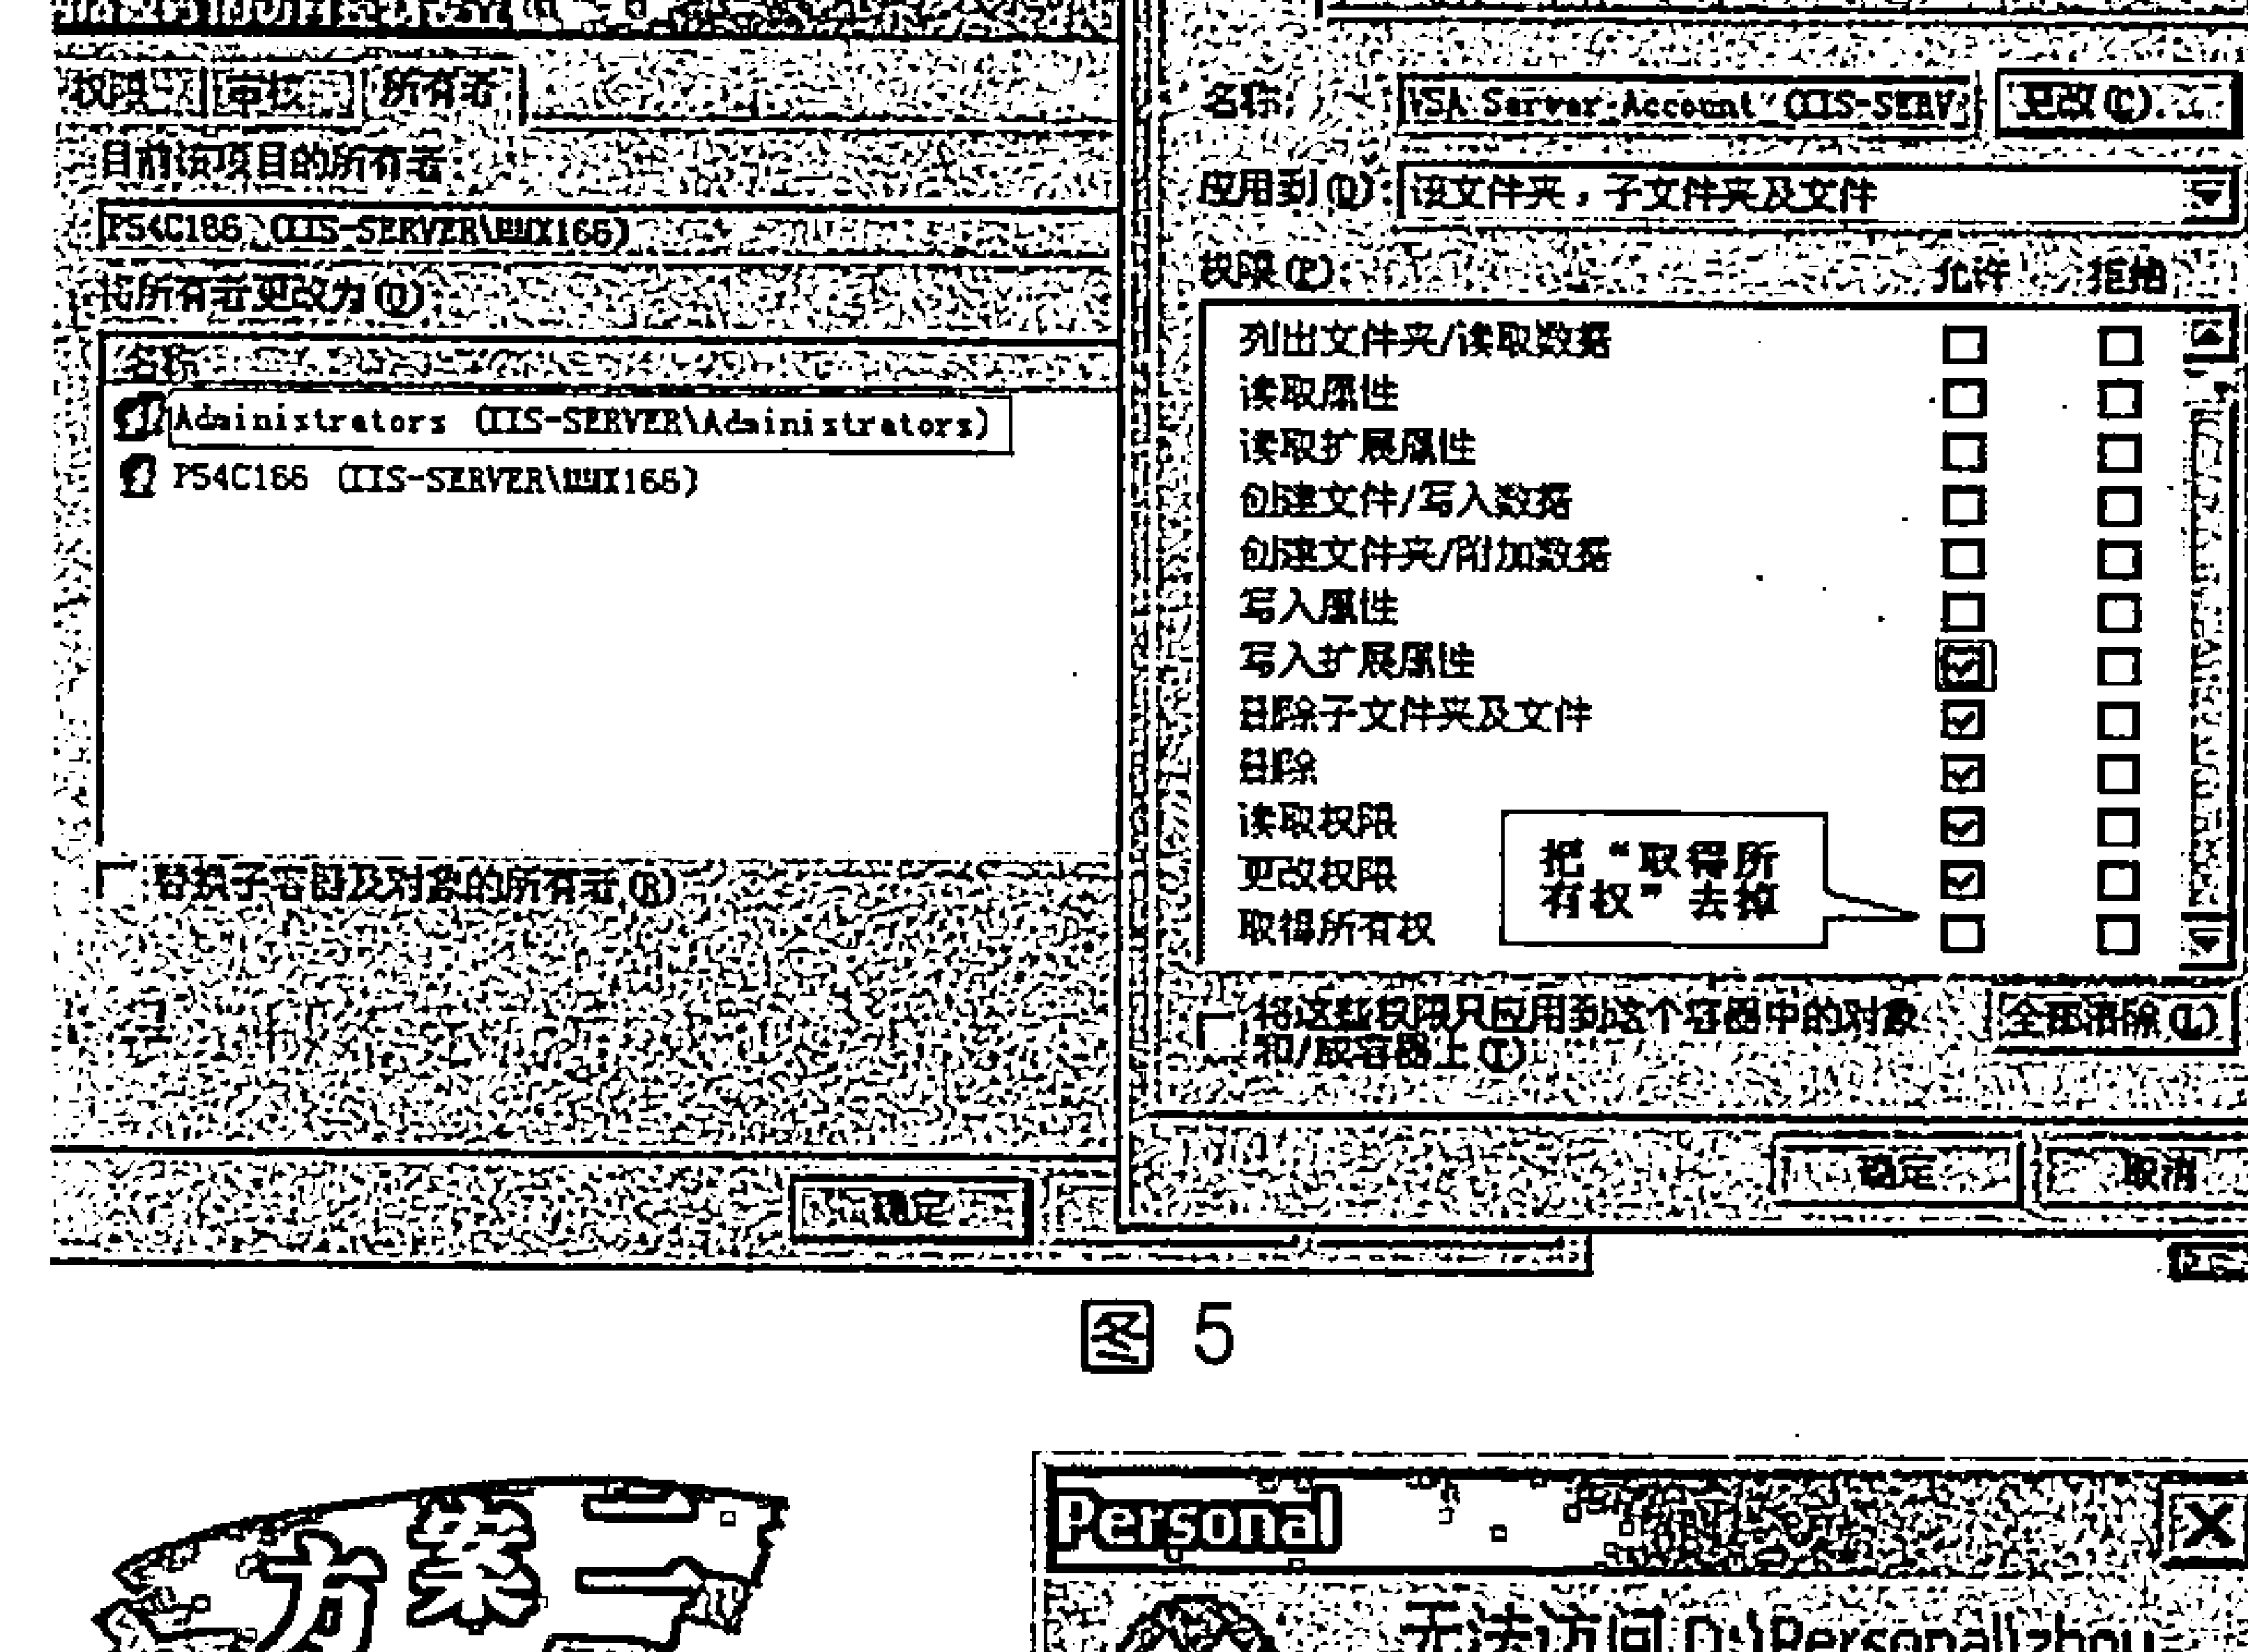 权限 审核 所有者
目前该项目的所有者
将所有者更改为(O)
名称
Administrators (IIS-SERVER\Administrators)
P54C166
替换子容器及对象的所有者(R)
确定
名称 VSA Server Account (IIS-SERV 更改(C).
应用到(O): 该文件夹，子文件夹及文件
权限(P): 允许 拒绝
列出文件夹/读取数据
读取属性
读取扩展属性
创建文件/写入数据
创建文件夹/附加数据
写入属性
写入扩展属性
删除子文件夹及文件
删除
读取权限
更改权限
取得所有权
把“取得所
有权”去掉
将这些权限只应用到这个容器中的对象
和/或容器上(T)
全部清除(L)
确定 取消
图 5
方案二
Personal
无法访问 D:\Personal\zhou